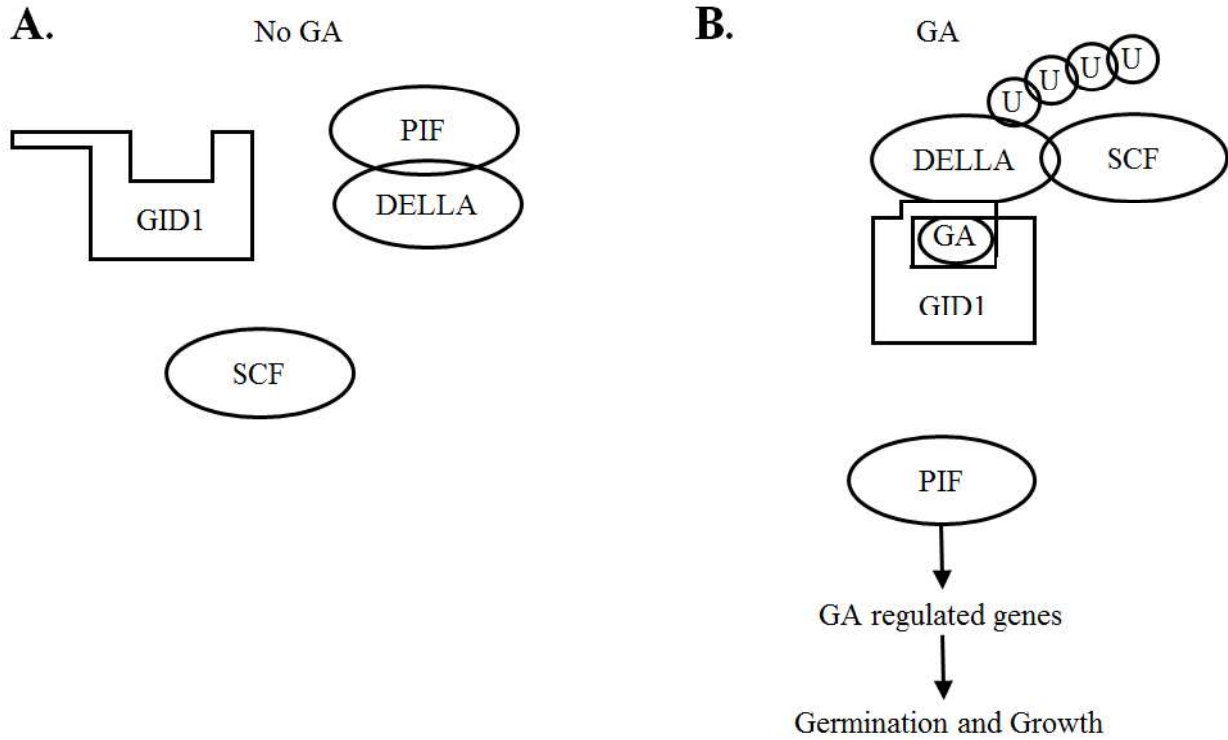 A.
No GA
PIF
DELLA
GID1
SCF
B.
GA
U
U
U
U
DELLA
SCF
GA
GID1
PIF
GA regulated genes
Germination and Growth